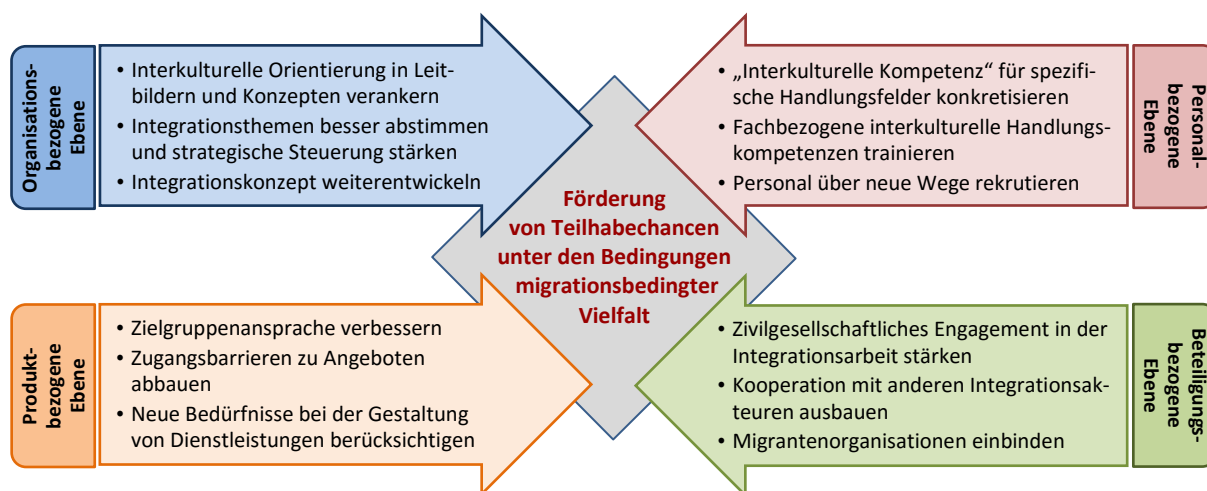 Organisations-
bezogene
Ebene
• Interkulturelle Orientierung in Leit-
bildern und Konzepten verankern
• Integrationsthemen besser abstimmen
und strategische Steuerung stärken
• Integrationskonzept weiterentwickeln
• „Interkulturelle Kompetenz“ für spezifi-
sche Handlungsfelder konkretisieren
• Fachbezogene interkulturelle Handlungs-
kompetenzen trainieren
• Personal über neue Wege rekrutieren
Personal-
bezogene
Ebene
Förderung
von Teilhabechancen
unter den Bedingungen
migrationsbedingter
Vielfalt
Produkt-
bezogene
Ebene
• Zielgruppenansprache verbessern
• Zugangsbarrieren zu Angeboten
abbauen
• Neue Bedürfnisse bei der Gestaltung
von Dienstleistungen berücksichtigen
• Zivilgesellschaftliches Engagement in der
Integrationsarbeit stärken
• Kooperation mit anderen Integrationsak-
teuren ausbauen
• Migrantenorganisationen einbinden
Beteiligungs-
bezogene
Ebene